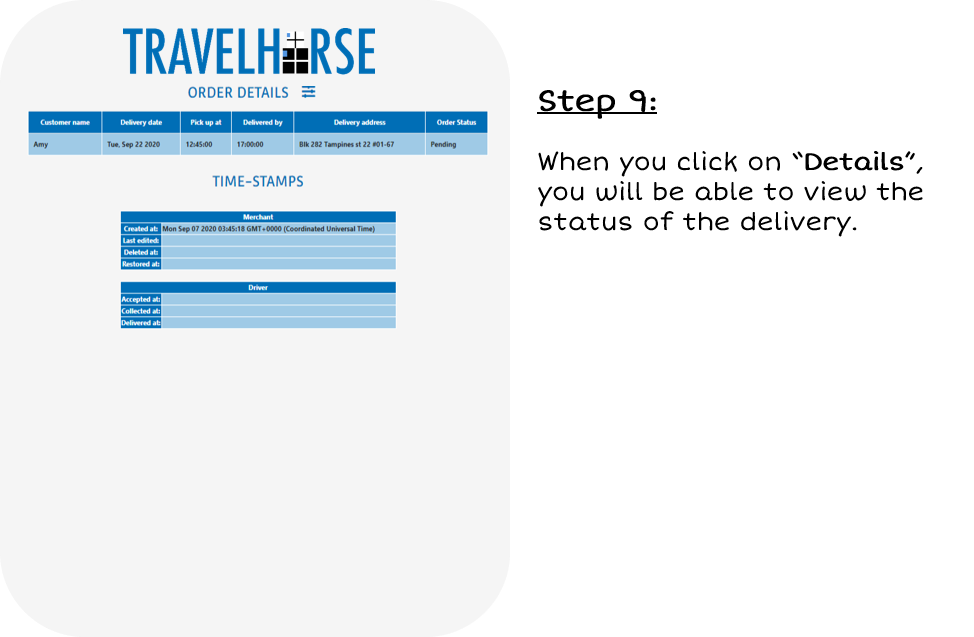 TRAVELHORSE
ORDER DETAILS
Customer name Delivery date Pick up at Delivered by Delivery address Order Status
Amy Tue, Sep 22 2020 12:45:00 17:00:00 Blk 282 Tampines st 22 #01-67 Pending
TIME-STAMPS
Merchant
Created at: Mon Sep 07 2020 03:45:18 GMT+0000 (Coordinated Universal Time)
Last edited:
Deleted at:
Restored at:
Driver
Accepted at:
Collected at:
Delivered at:
Step 9:
When you click on “Details”,
you will be able to view the
status of the delivery.